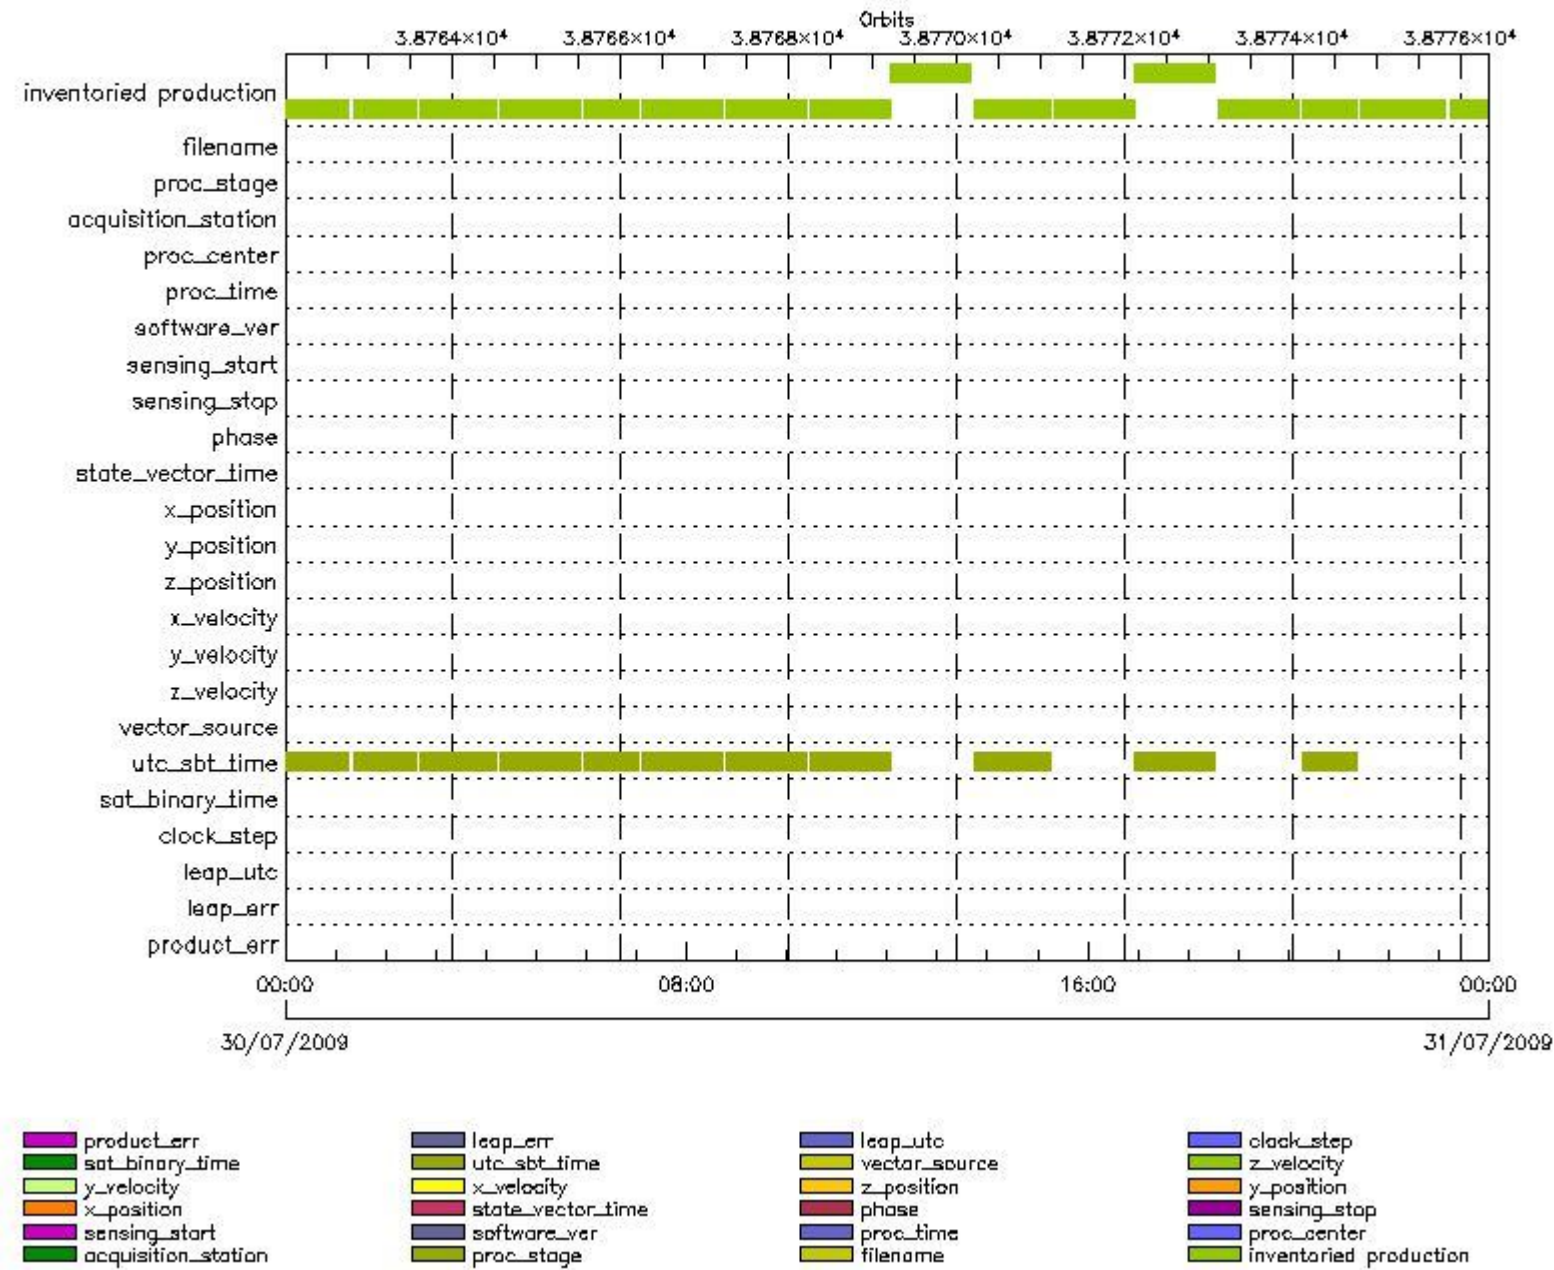 Orbits
3.8764×10⁴ 3.8766×10⁴ 3.8768×10⁴ 3.8770×10⁴ 3.8772×10⁴ 3.8774×10⁴ 3.8776×10⁴
inventoried production
filename
proc_stage
acquisition_station
proc_center
proc_time
software_ver
sensing_start
sensing_stop
phase
state_vector_time
x_position
y_position
z_position
x_velocity
y_velocity
z_velocity
vector_source
utc_sbt_time
sat_binary_time
clock_step
leap_utc
leap_err
product_err
00:00 08:00 16:00 00:00
30/07/2009 31/07/2009
product_err leap_err leap_utc clock_step
sat_binary_time utc_sbt_time vector_source z_velocity
y_velocity x_velocity z_position y_position
x_position state_vector_time phase sensing_stop
sensing_start software_ver proc_time proc_center
acquisition_station proc_stage filename inventoried production